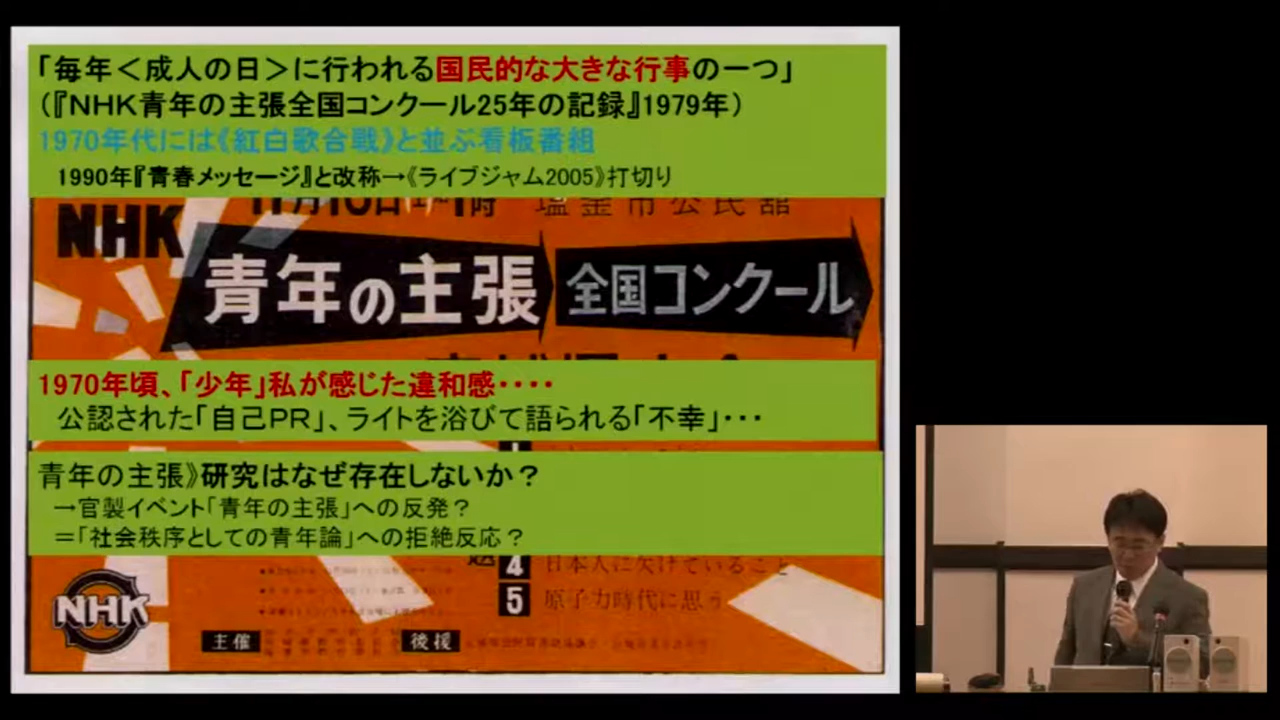 「毎年＜成人の日＞に行われる国民的な大きな行事の一つ」
（『NHK青年の主張全国コンクール25年の記録』1979年）
1970年代には《紅白歌合戦》と並ぶ看板番組
1990年『青春メッセージ』と改称→《ライブジャム2005》打切り
塩釜市公民館
NHK
青年の主張
全国コンクール
1970年頃、「少年」私が感じた違和感・・・・
公認された「自己ＰＲ」、ライトを浴びて語られる「不幸」・・・
青年の主張》研究はなぜ存在しないか？
→官製イベント「青年の主張」への反発？
＝「社会秩序としての青年論」への拒絶反応？
4 日本人に欠けていること
5 原子力時代に思う
NHK
主催
後援